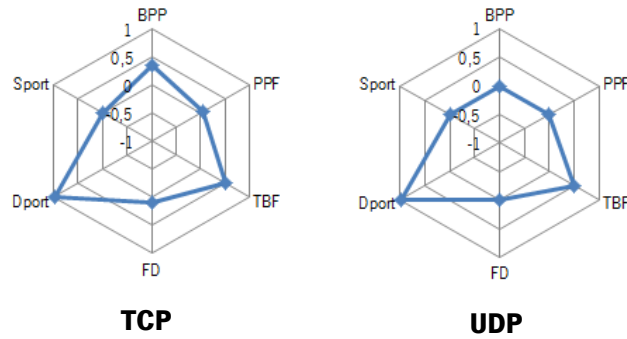 BPP
1
0,5
0
-0,5
-1
PPF
TBF
FD
Dport
Sport
TCP
BPP
1
0,5
0
-0,5
-1
PPF
TBF
FD
Dport
Sport
UDP